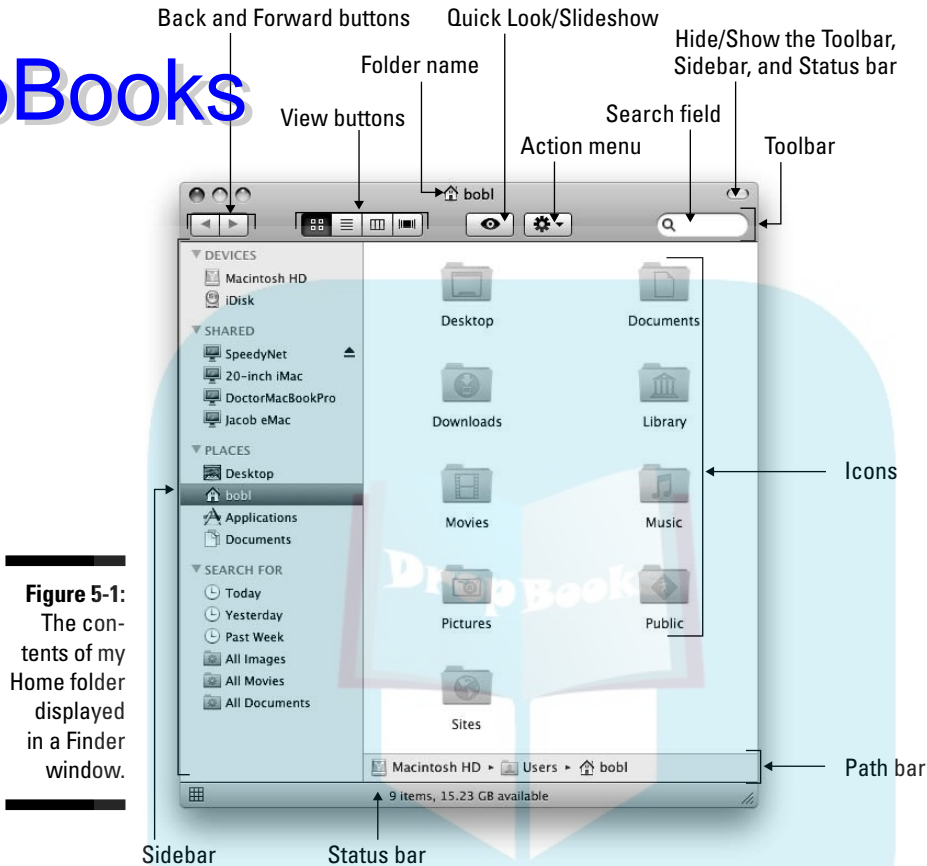 Back and Forward buttons
Quick Look/Slideshow
Hide/Show the Toolbar,
Sidebar, and Status bar
Folder name
View buttons
Search field
Action menu
Toolbar
pBooks
bobl
DEVICES
Macintosh HD
iDisk
SHARED
SpeedyNet
20-inch iMac
DoctorMacBookPro
Jacob eMac
PLACES
Desktop
bobl
Applications
Documents
SEARCH FOR
Today
Yesterday
Past Week
All Images
All Movies
All Documents
Desktop
Documents
Downloads
Library
Movies
Music
Pictures
Public
Sites
Drop Books
Icons
Figure 5-1:
The con-
tents of my
Home folder
displayed
in a Finder
window.
Macintosh HD ▸ Users ▸ bobl
Path bar
9 items, 15.23 GB available
Sidebar
Status bar